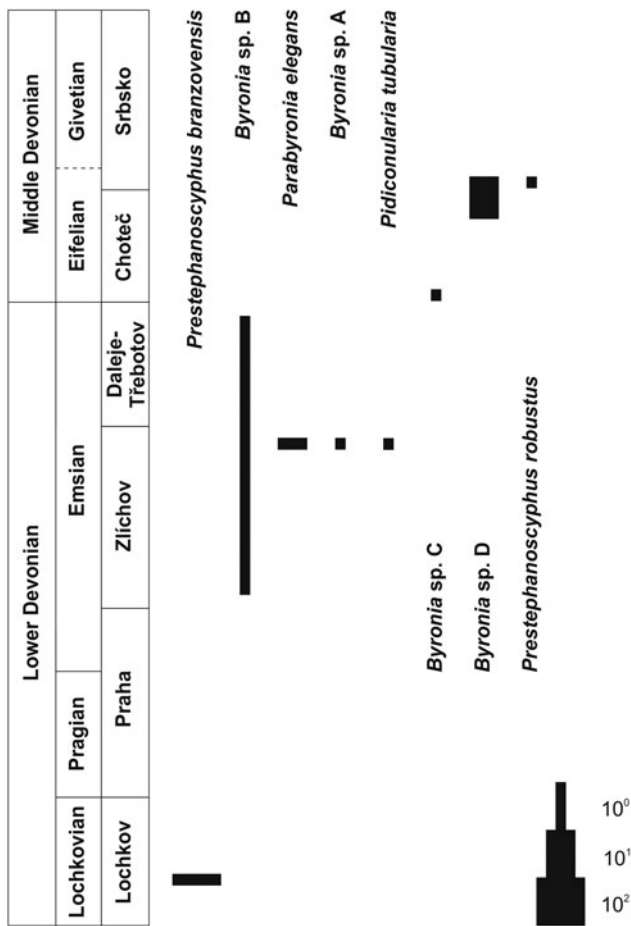 Lower Devonian
Middle Devonian
Lochkovian
Pragian
Emsian
Eifelian
Givetian
Lochkov
Praha
Zlíchov
Daleje-
Třebotov
Choteč
Srbsko
Prestephanoscyphus branzovensis
Byronia sp. B
Parabyronia elegans
Byronia sp. A
Pidiconularia tubularia
Byronia sp. C
Byronia sp. D
Prestephanoscyphus robustus
10⁰
10¹
10²